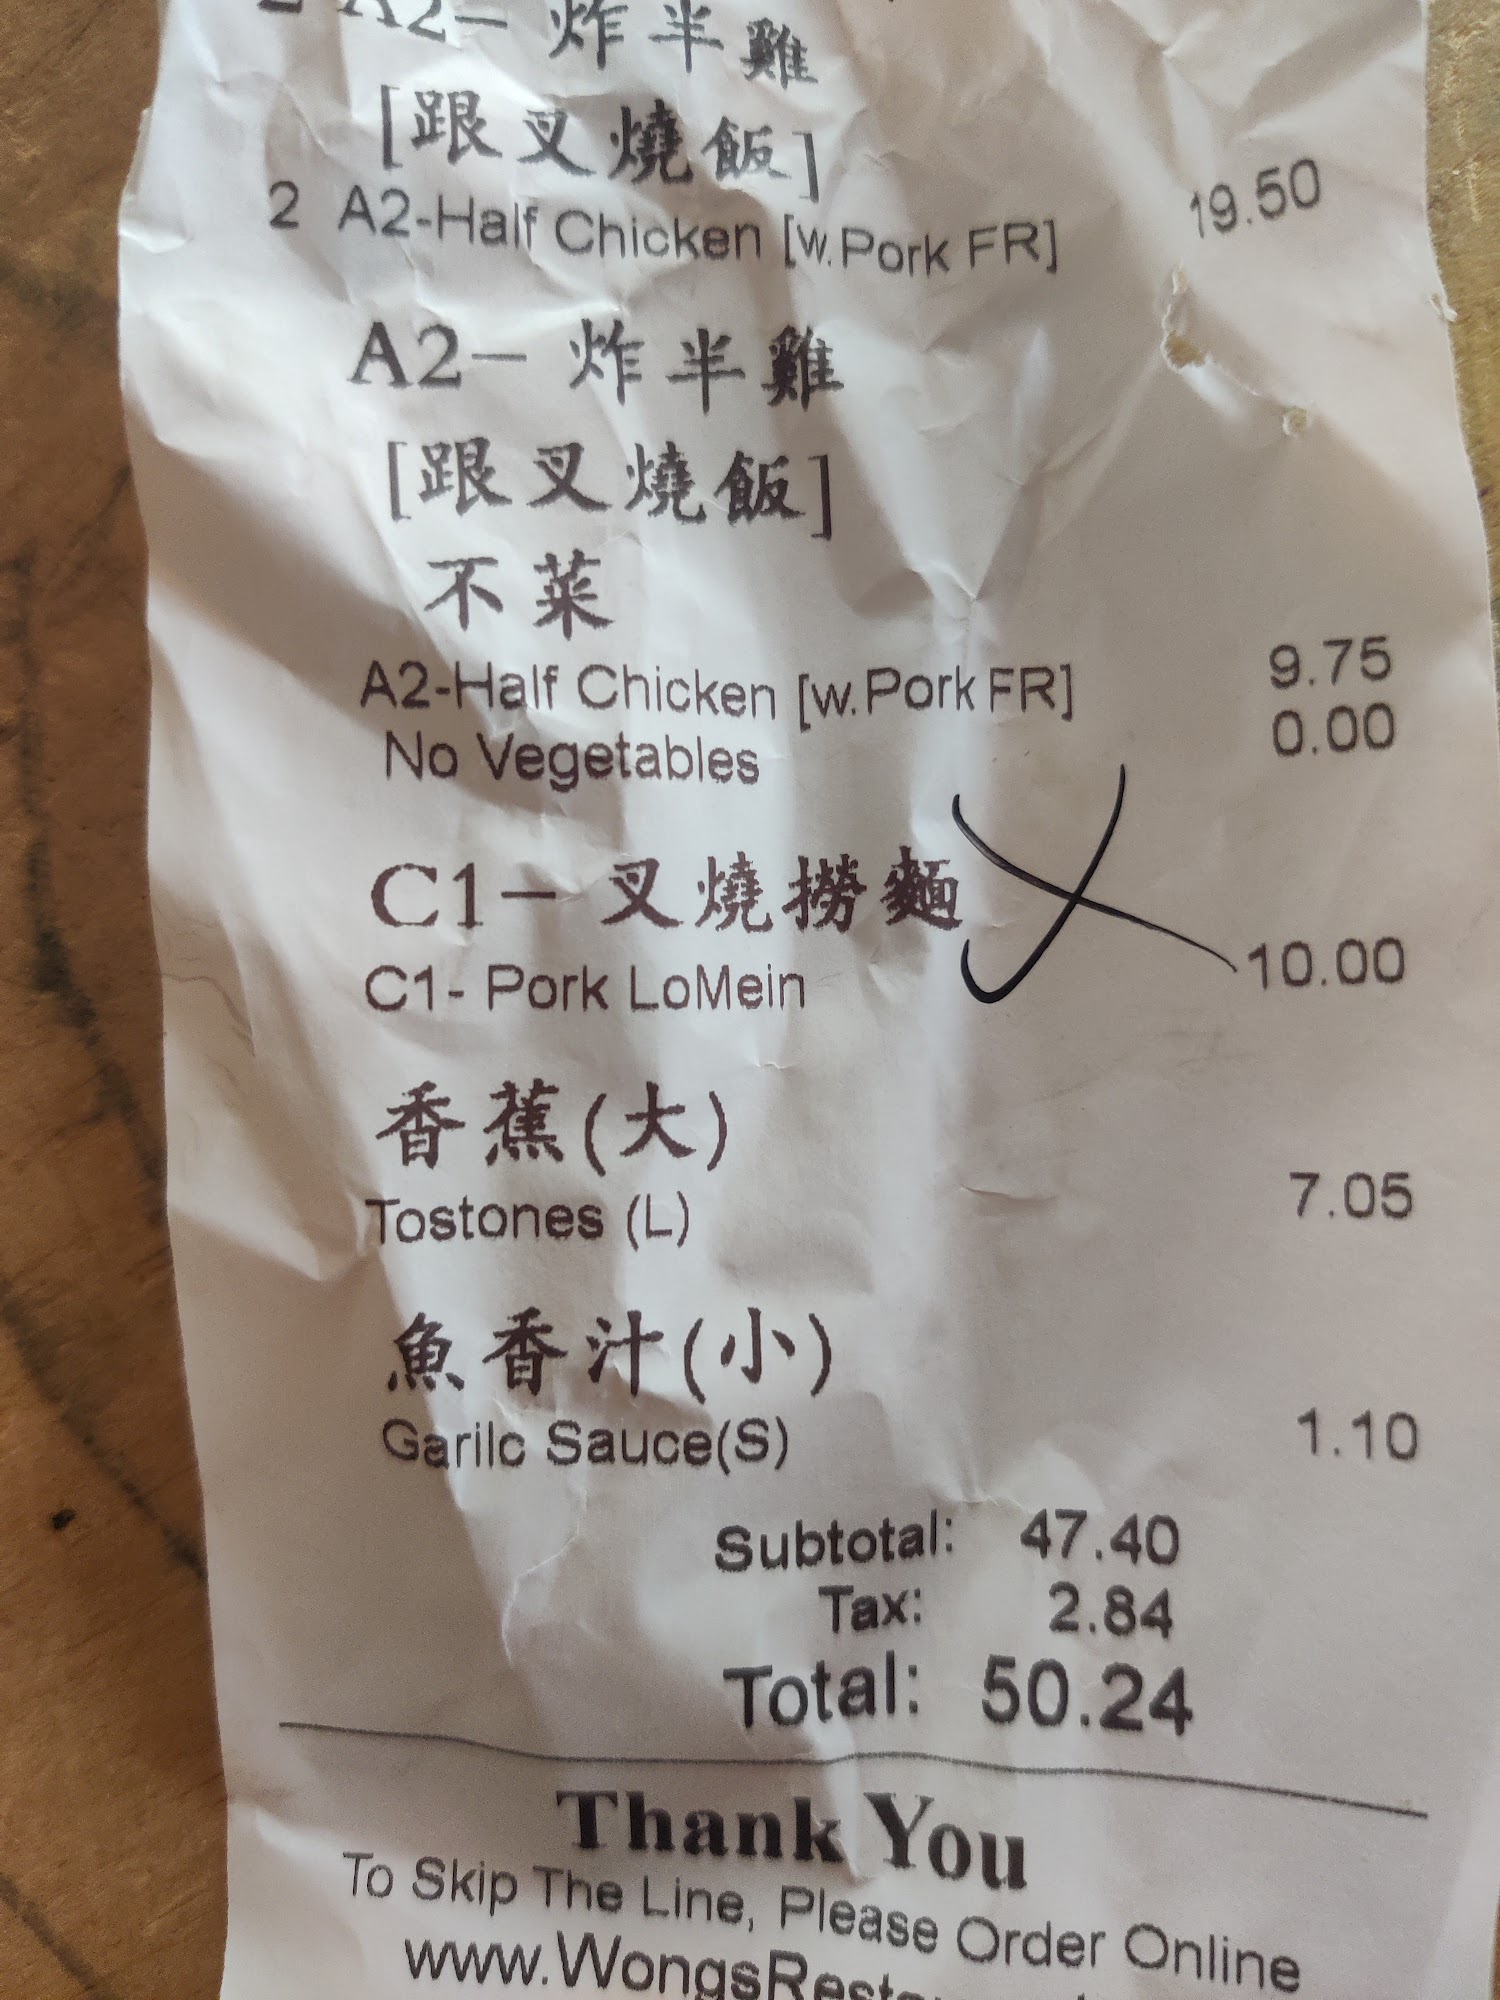 2 A2- 炸半雞
[跟叉燒飯]
2 A2-Half Chicken [w.Pork FR] 19.50
A2- 炸半雞
[跟叉燒飯]
不菜
A2-Half Chicken [w.Pork FR] 9.75
No Vegetables 0.00
C1- 叉燒撈麵
C1- Pork LoMein 10.00
香蕉(大)
Tostones (L) 7.05
魚香汁(小)
Garilc Sauce(S) 1.10
Subtotal: 47.40
Tax: 2.84
Total: 50.24
Thank You
To Skip The Line, Please Order Online